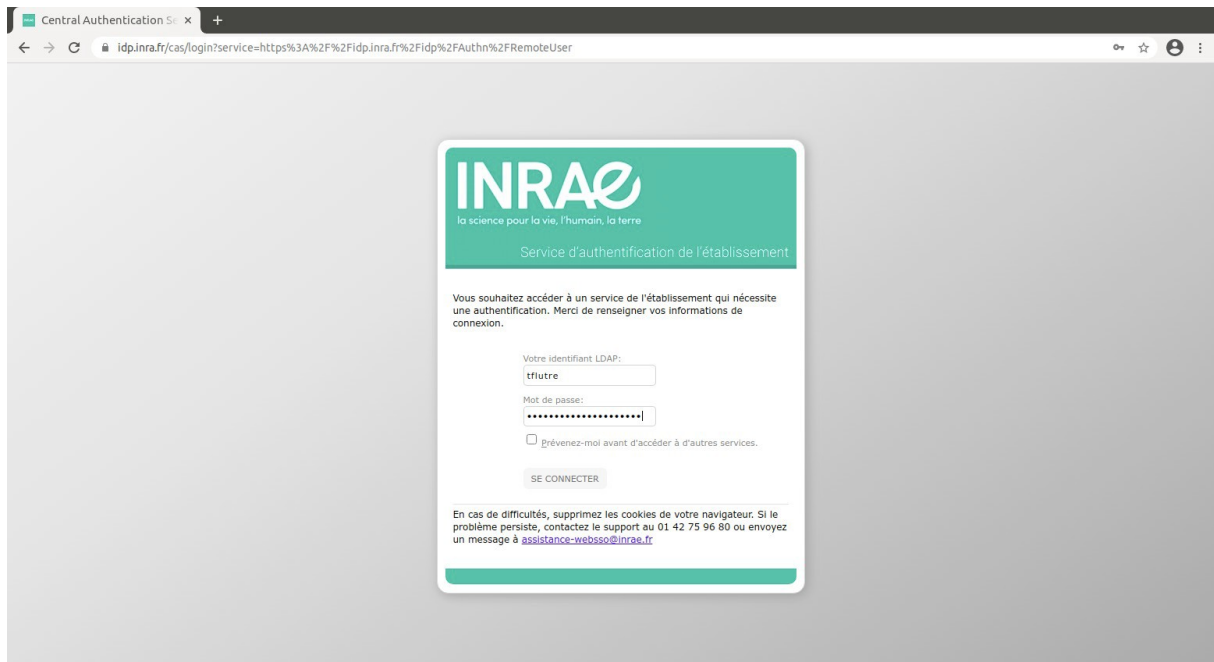 Central Authentication Se
idp.inra.fr/cas/login?service=https%3A%2F%2Fidp.inra.fr%2Fidp%2FAuthn%2FRemoteUser
INRAE
la science pour la vie, l'humain, la terre
Service d'authentification de l'établissement
Vous souhaitez accéder à un service de l'établissement qui nécessite
une authentification. Merci de renseigner vos informations de
connexion.
Votre identifiant LDAP:
tflutre
Mot de passe:
•••••••••••••••••••••
Prévenez-moi avant d'accéder à d'autres services.
SE CONNECTER
En cas de difficultés, supprimez les cookies de votre navigateur. Si le
problème persiste, contactez le support au 01 42 75 96 80 ou envoyez
un message à assistance-websso@inrae.fr